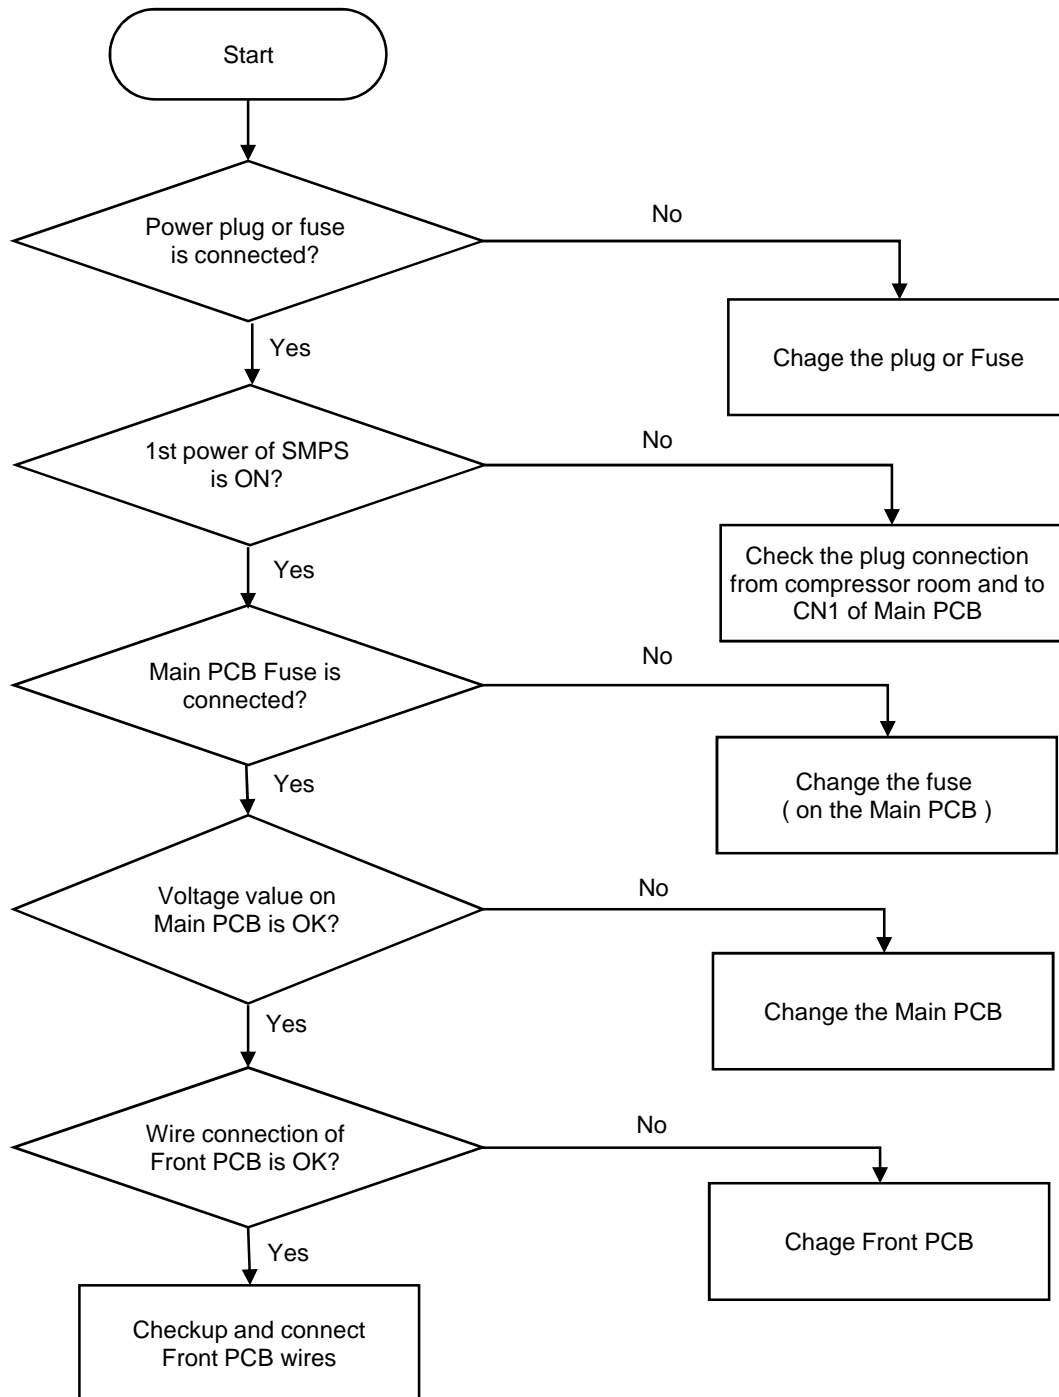 Start
Power plug or fuse
is connected?
No
Chage the plug or Fuse
Yes
1st power of SMPS
is ON?
No
Check the plug connection
from compressor room and to
CN1 of Main PCB
Yes
Main PCB Fuse is
connected?
No
Change the fuse
( on the Main PCB )
Yes
Voltage value on
Main PCB is OK?
No
Change the Main PCB
Yes
Wire connection of
Front PCB is OK?
No
Chage Front PCB
Yes
Checkup and connect
Front PCB wires